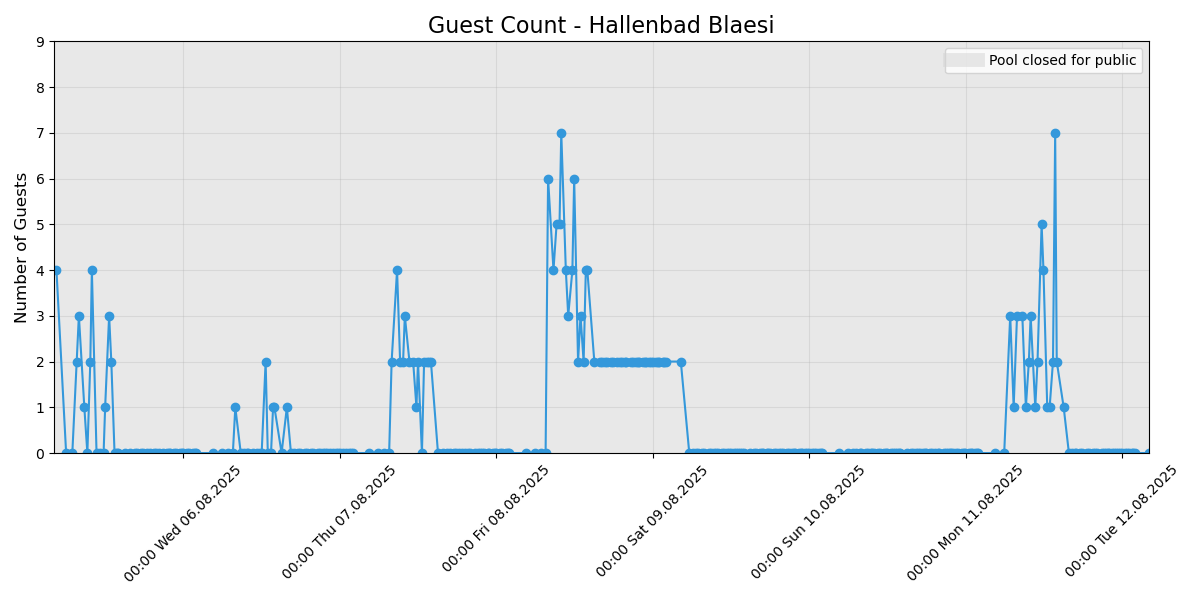 Guest Count - Hallenbad Blaesi
Pool closed for public
Number of Guests
9
8
7
6
5
4
3
2
1
0
00:00 Wed 06.08.2025
00:00 Thu 07.08.2025
00:00 Fri 08.08.2025
00:00 Sat 09.08.2025
00:00 Sun 10.08.2025
00:00 Mon 11.08.2025
00:00 Tue 12.08.2025